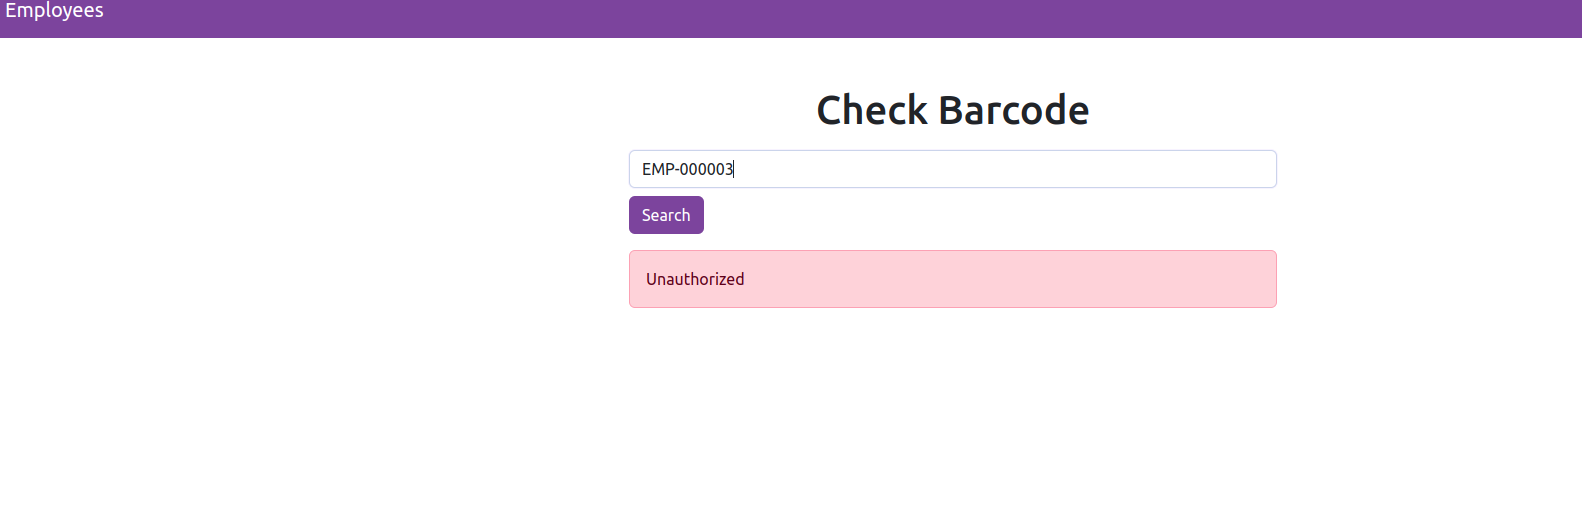 Employees
Check Barcode
EMP-000003
Search
Unauthorized